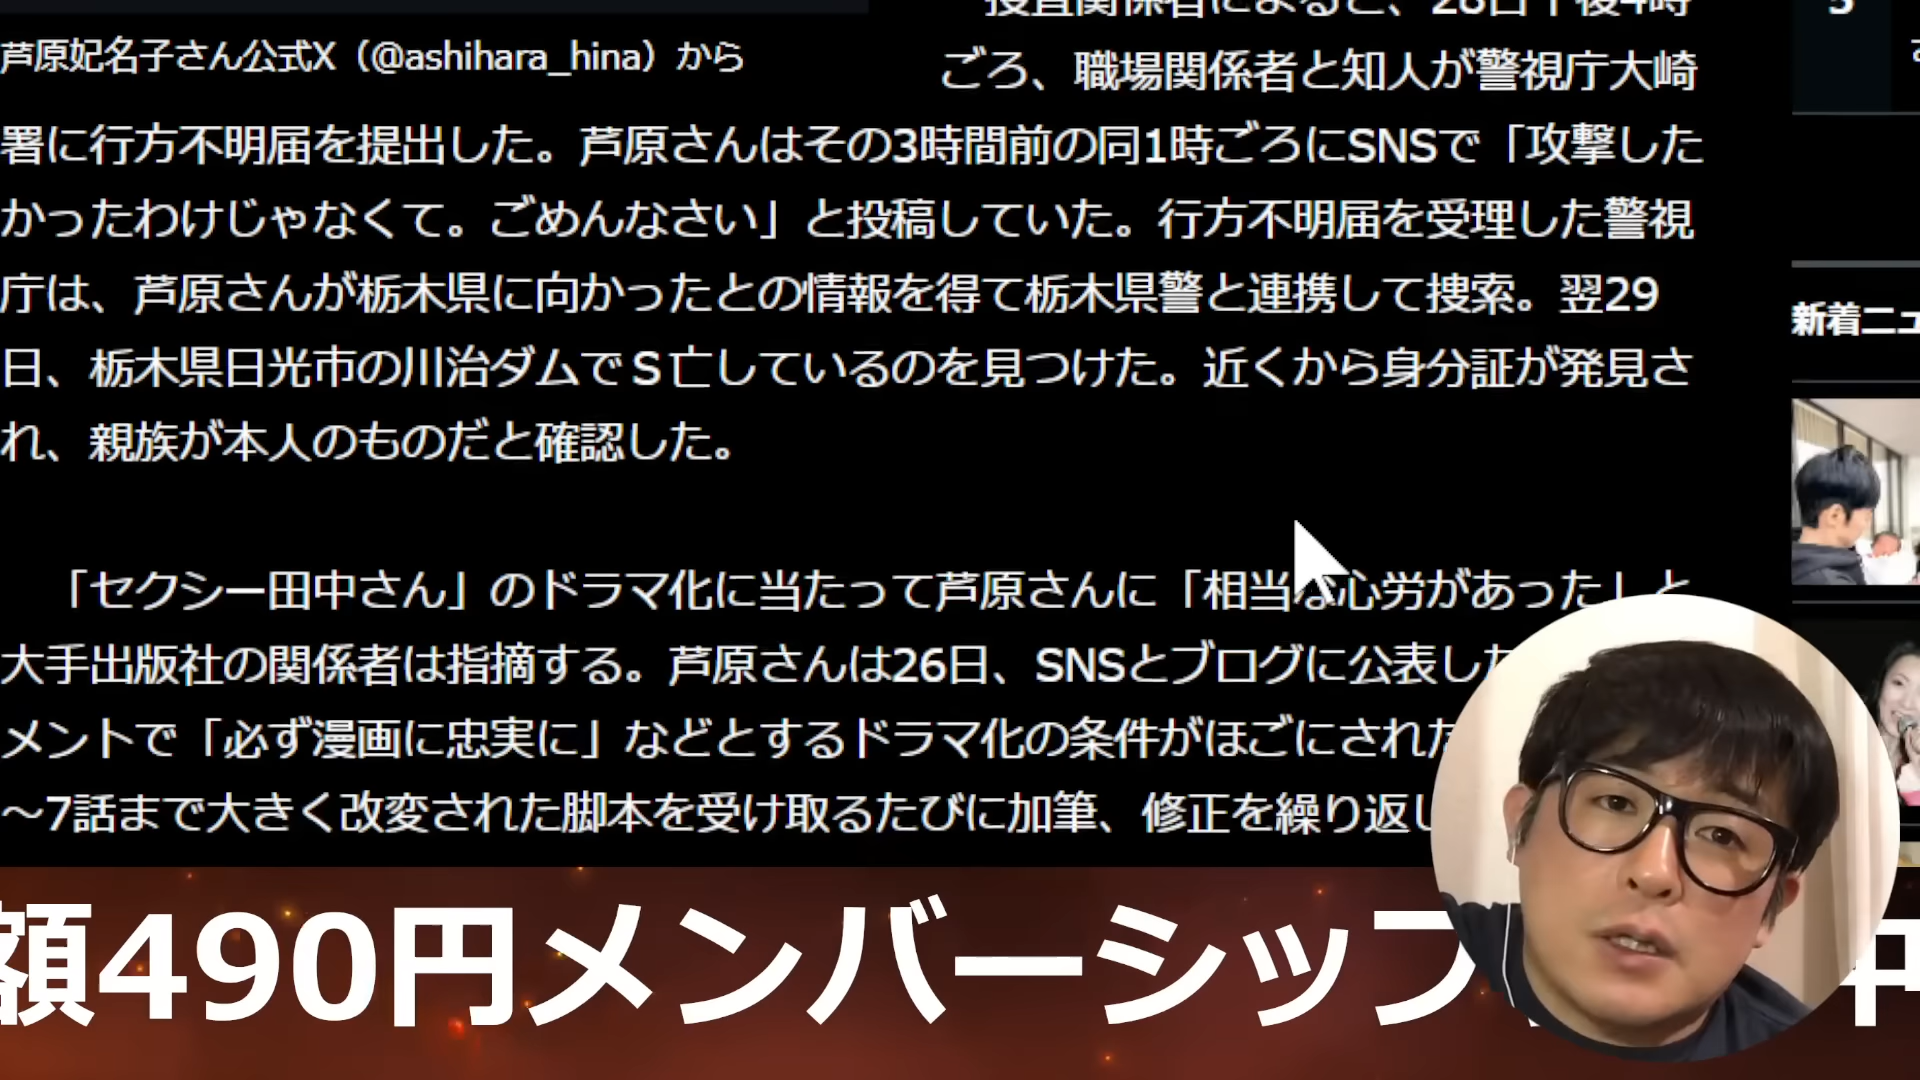 芦原妃名子さん公式X（@ashihara_hina）から
捜査関係者によると、28日午後4時
ごろ、職場関係者と知人が警視庁大崎
署に行方不明届を提出した。芦原さんはその3時間前の同1時ごろにSNSで「攻撃した
かったわけじゃなくて。ごめんなさい」と投稿していた。行方不明届を受理した警視
庁は、芦原さんが栃木県に向かったとの情報を得て栃木県警と連携して捜索。翌29
日、栃木県日光市の川治ダムでS亡しているのを見つけた。近くから身分証が発見さ
れ、親族が本人のものだと確認した。
「セクシー田中さん」のドラマ化に当たって芦原さんに「相当な心労があった」と
大手出版社の関係者は指摘する。芦原さんは26日、SNSとブログに公表した
メントで「必ず漫画に忠実に」などとするドラマ化の条件がほごにされた
～7話まで大きく改変された脚本を受け取るたびに加筆、修正を繰り返し
新着ニュ
額490円メンバーシップ